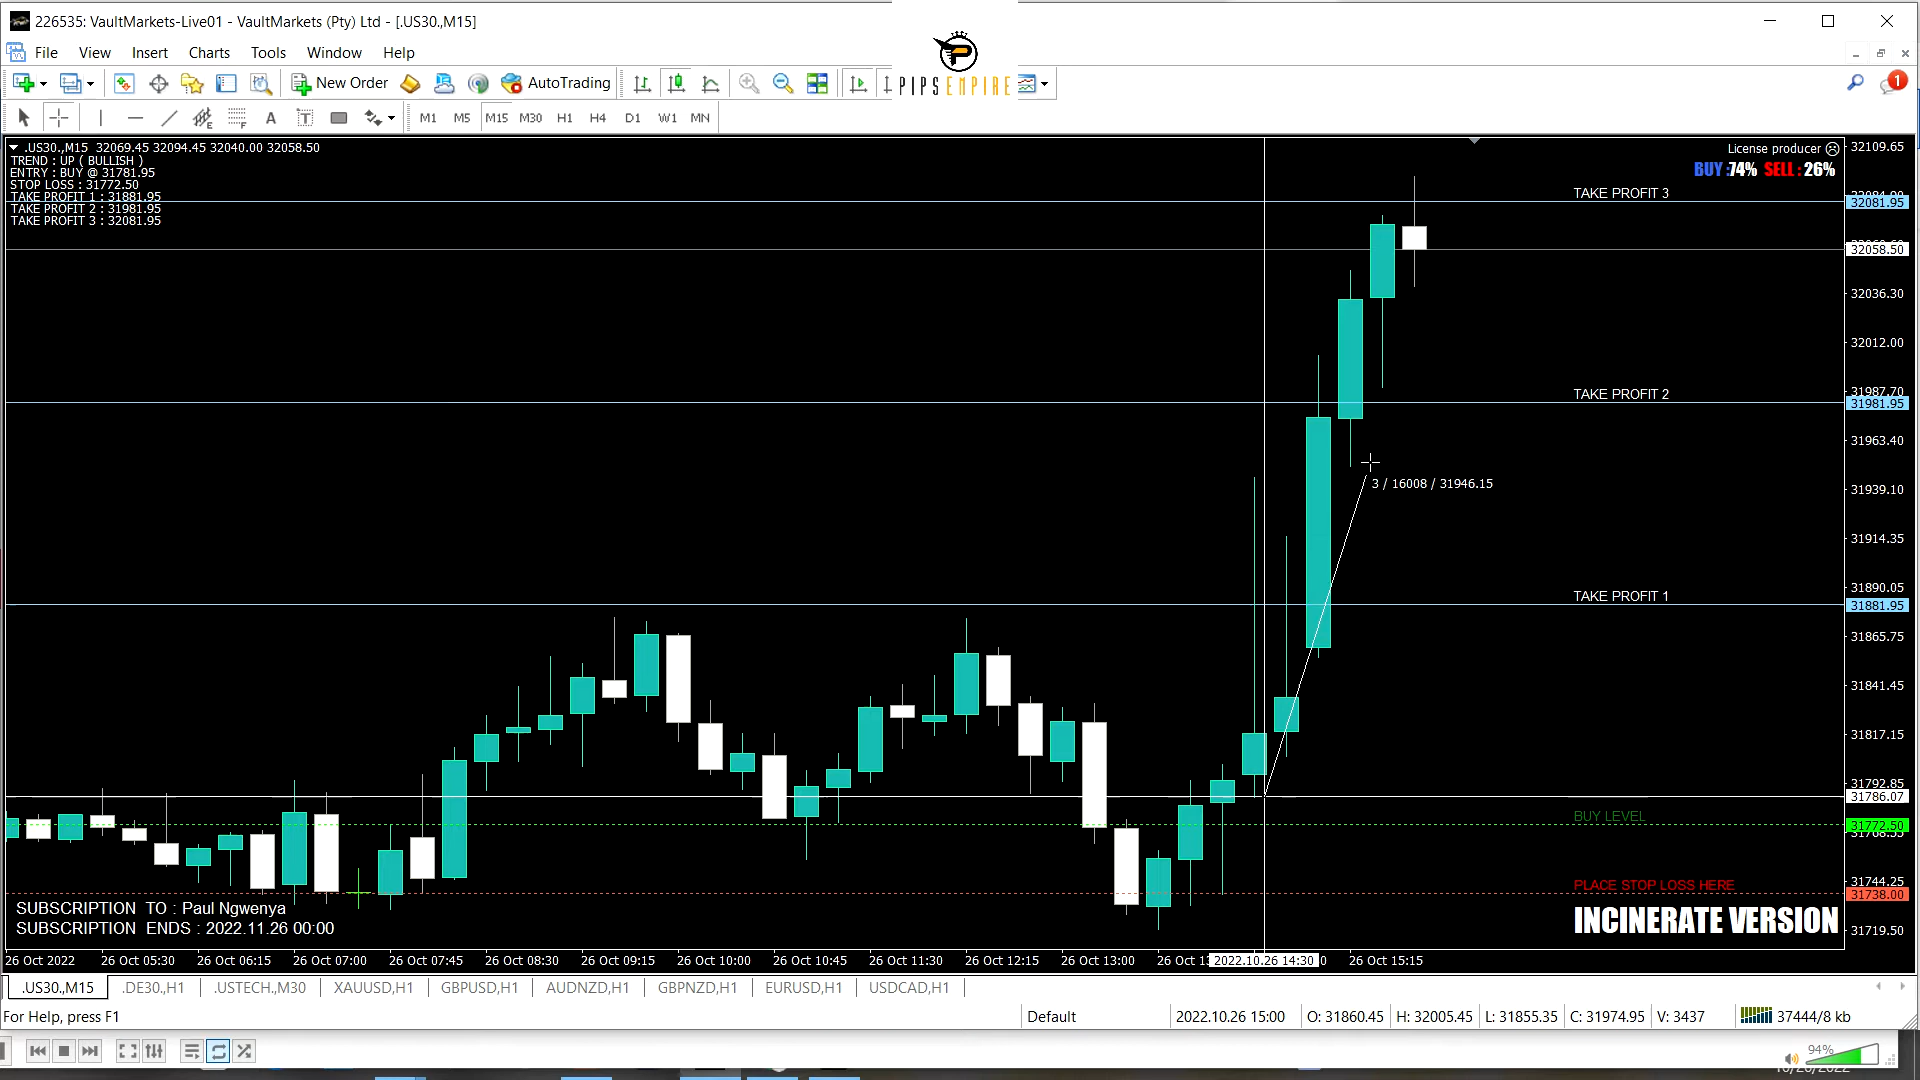 226535: VaultMarkets-Live01 - VaultMarkets (Pty) Ltd - [.US30.,M15]
File View Insert Charts Tools Window Help
New Order AutoTrading
PIPS EMPIRE
1
A T M1 M5 M15 M30 H1 H4 D1 W1 MN
.US30.,M15 32069.45 32094.45 32040.00 32058.50
TREND : UP ( BULLISH )
ENTRY : BUY @ 31781.95
STOP LOSS : 31772.50
TAKE PROFIT 1 : 31881.95
TAKE PROFIT 2 : 31981.95
TAKE PROFIT 3 : 32081.95
License producer
BUY : 74% SELL : 26%
32109.65
TAKE PROFIT 3
32081.95
32058.50
32036.30
32012.00
31987.70
TAKE PROFIT 2
31981.95
31963.40
3 / 16008 / 31946.15
31939.10
31914.35
31890.05
TAKE PROFIT 1
31881.95
31865.75
31841.45
31817.15
31792.85
31786.07
BUY LEVEL
31772.50
31744.25
PLACE STOP LOSS HERE
31738.00
31719.50
SUBSCRIPTION TO : Paul Ngwenya
SUBSCRIPTION ENDS : 2022.11.26 00:00
INCINERATE VERSION
26 Oct 2022 26 Oct 05:30 26 Oct 06:15 26 Oct 07:00 26 Oct 07:45 26 Oct 08:30 26 Oct 09:15 26 Oct 10:00 26 Oct 10:45 26 Oct 11:30 26 Oct 12:15 26 Oct 13:00 26 Oct 2022.10.26 14:30 26 Oct 15:15
.US30.,M15 .DE30.,H1 .USTECH.,M30 XAUUSD,H1 GBPUSD,H1 AUDNZD,H1 GBPNZD,H1 EURUSD,H1 USDCAD,H1
For Help, press F1 Default 2022.10.26 15:00 O: 31860.45 H: 32005.45 L: 31855.35 C: 31974.95 V: 3437 37444/8 kb
94%